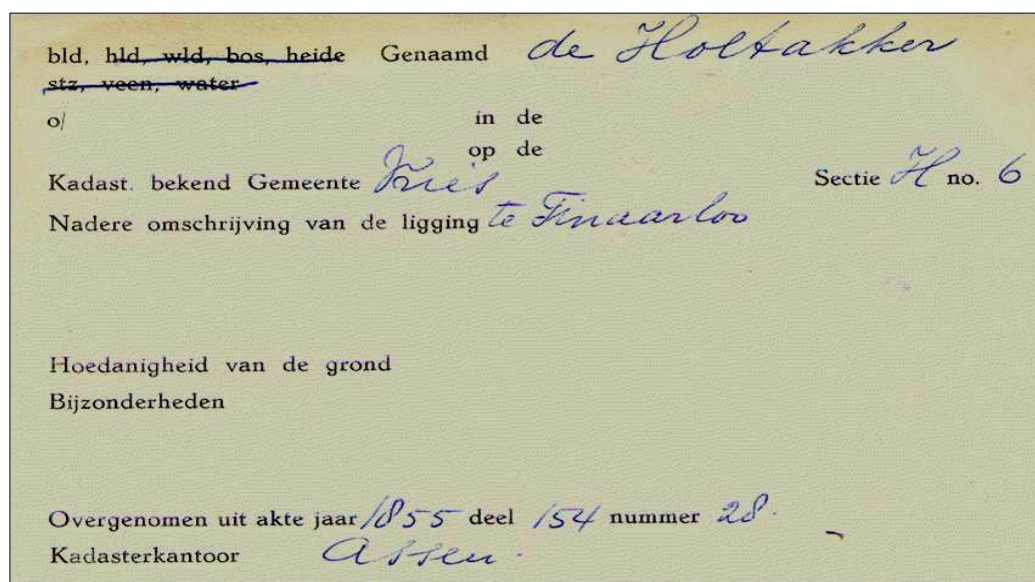 bld, hld, wld, bos, heide Genaamd de Holtakker
stz, veen, water
o/ in de
op de
Kadast. bekend Gemeente Vries Sectie H no. 6
Nadere omschrijving van de ligging te Tinaarloo
Hoedanigheid van de grond
Bijzonderheden
Overgenomen uit akte jaar 1855 deel 154 nummer 28.
Kadasterkantoor Assen.